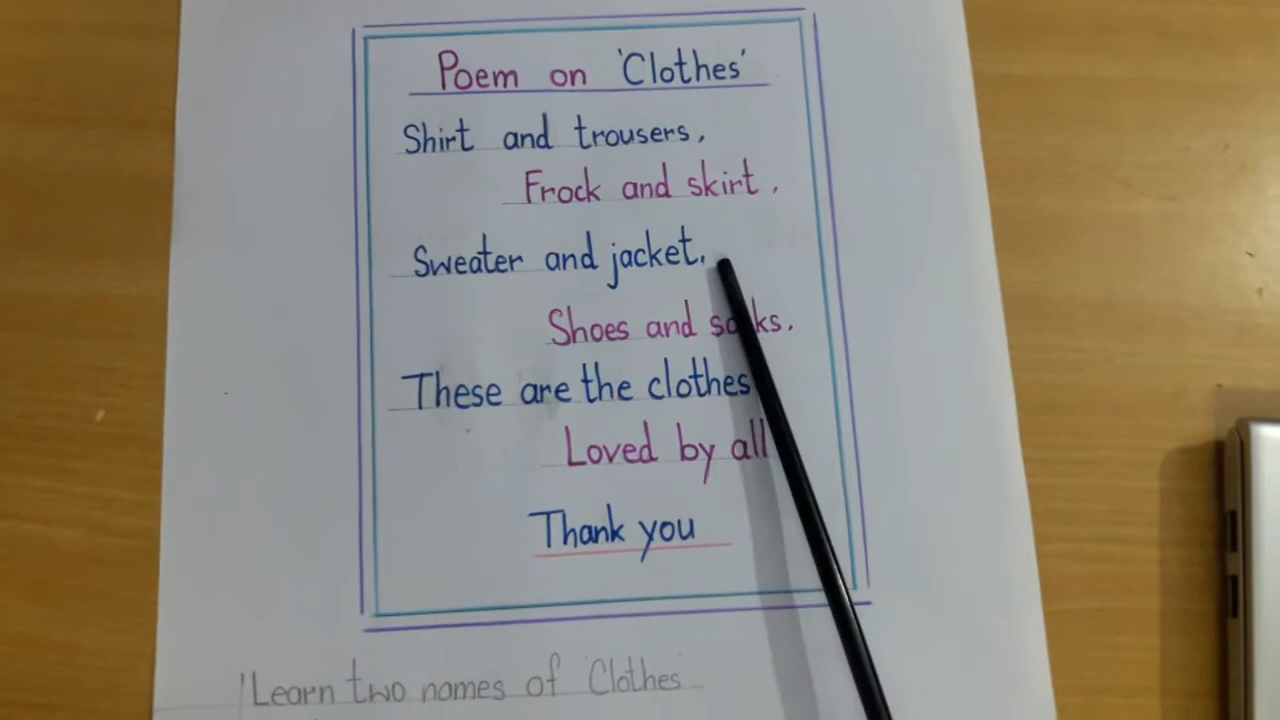 Poem on 'Clothes'
Shirt and trousers,
Frock and skirt.
Sweater and jacket,
Shoes and socks.
These are the clothes
Loved by all
Thank you
Learn two names of Clothes